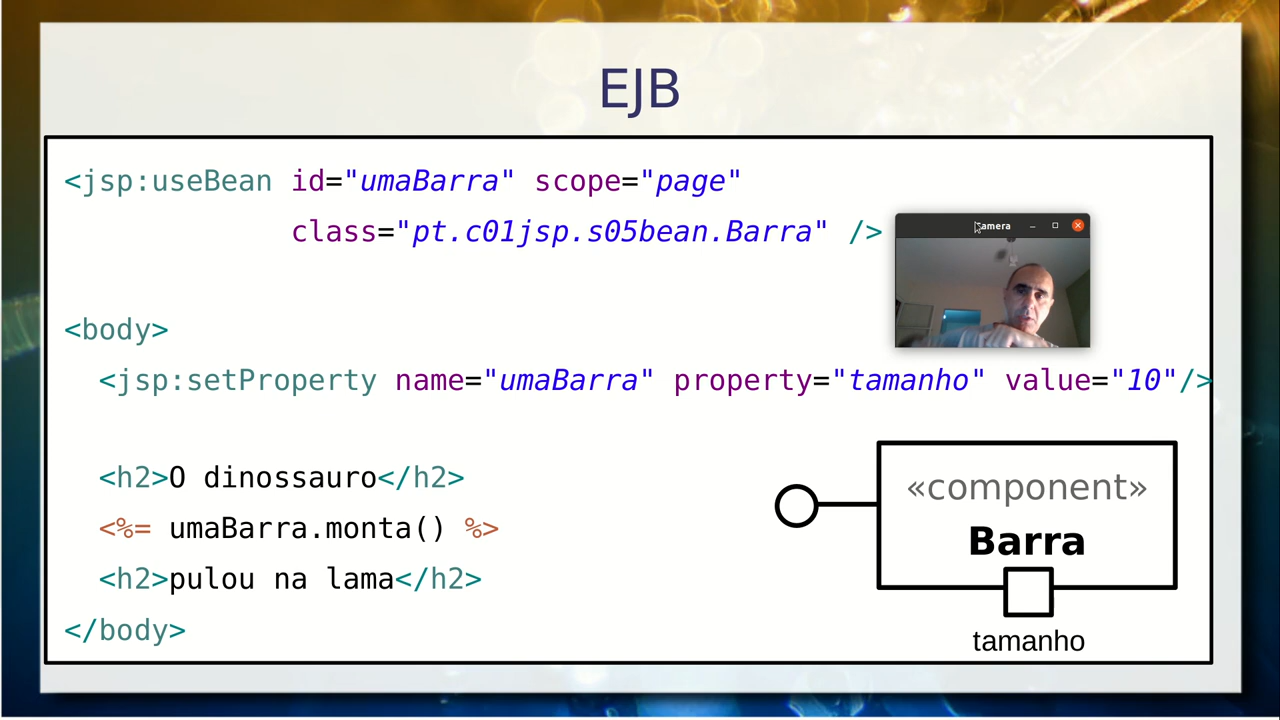 EJB
<jsp:useBean id="umaBarra" scope="page"
class="pt.c01jsp.s05bean.Barra" />
<body>
<jsp:setProperty name="umaBarra" property="tamanho" value="10"/>
<h2>O dinossauro</h2>
<%= umaBarra.monta() %>
<h2>pulou na lama</h2>
</body>
«component»
Barra
tamanho